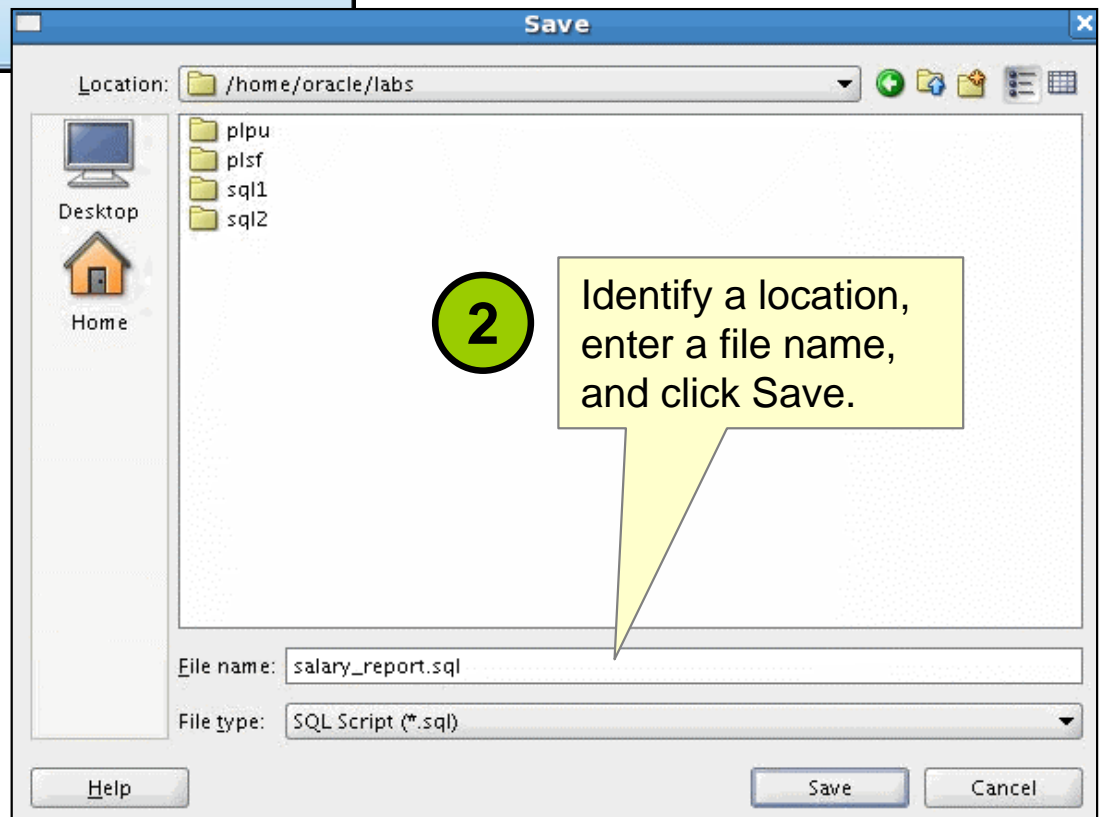 Save
Location: /home/oracle/labs
plpu
plsf
sql1
sql2
Desktop
Home
2
Identify a location,
enter a file name,
and click Save.
File name: salary_report.sql
File type: SQL Script (*.sql)
Help
Save
Cancel